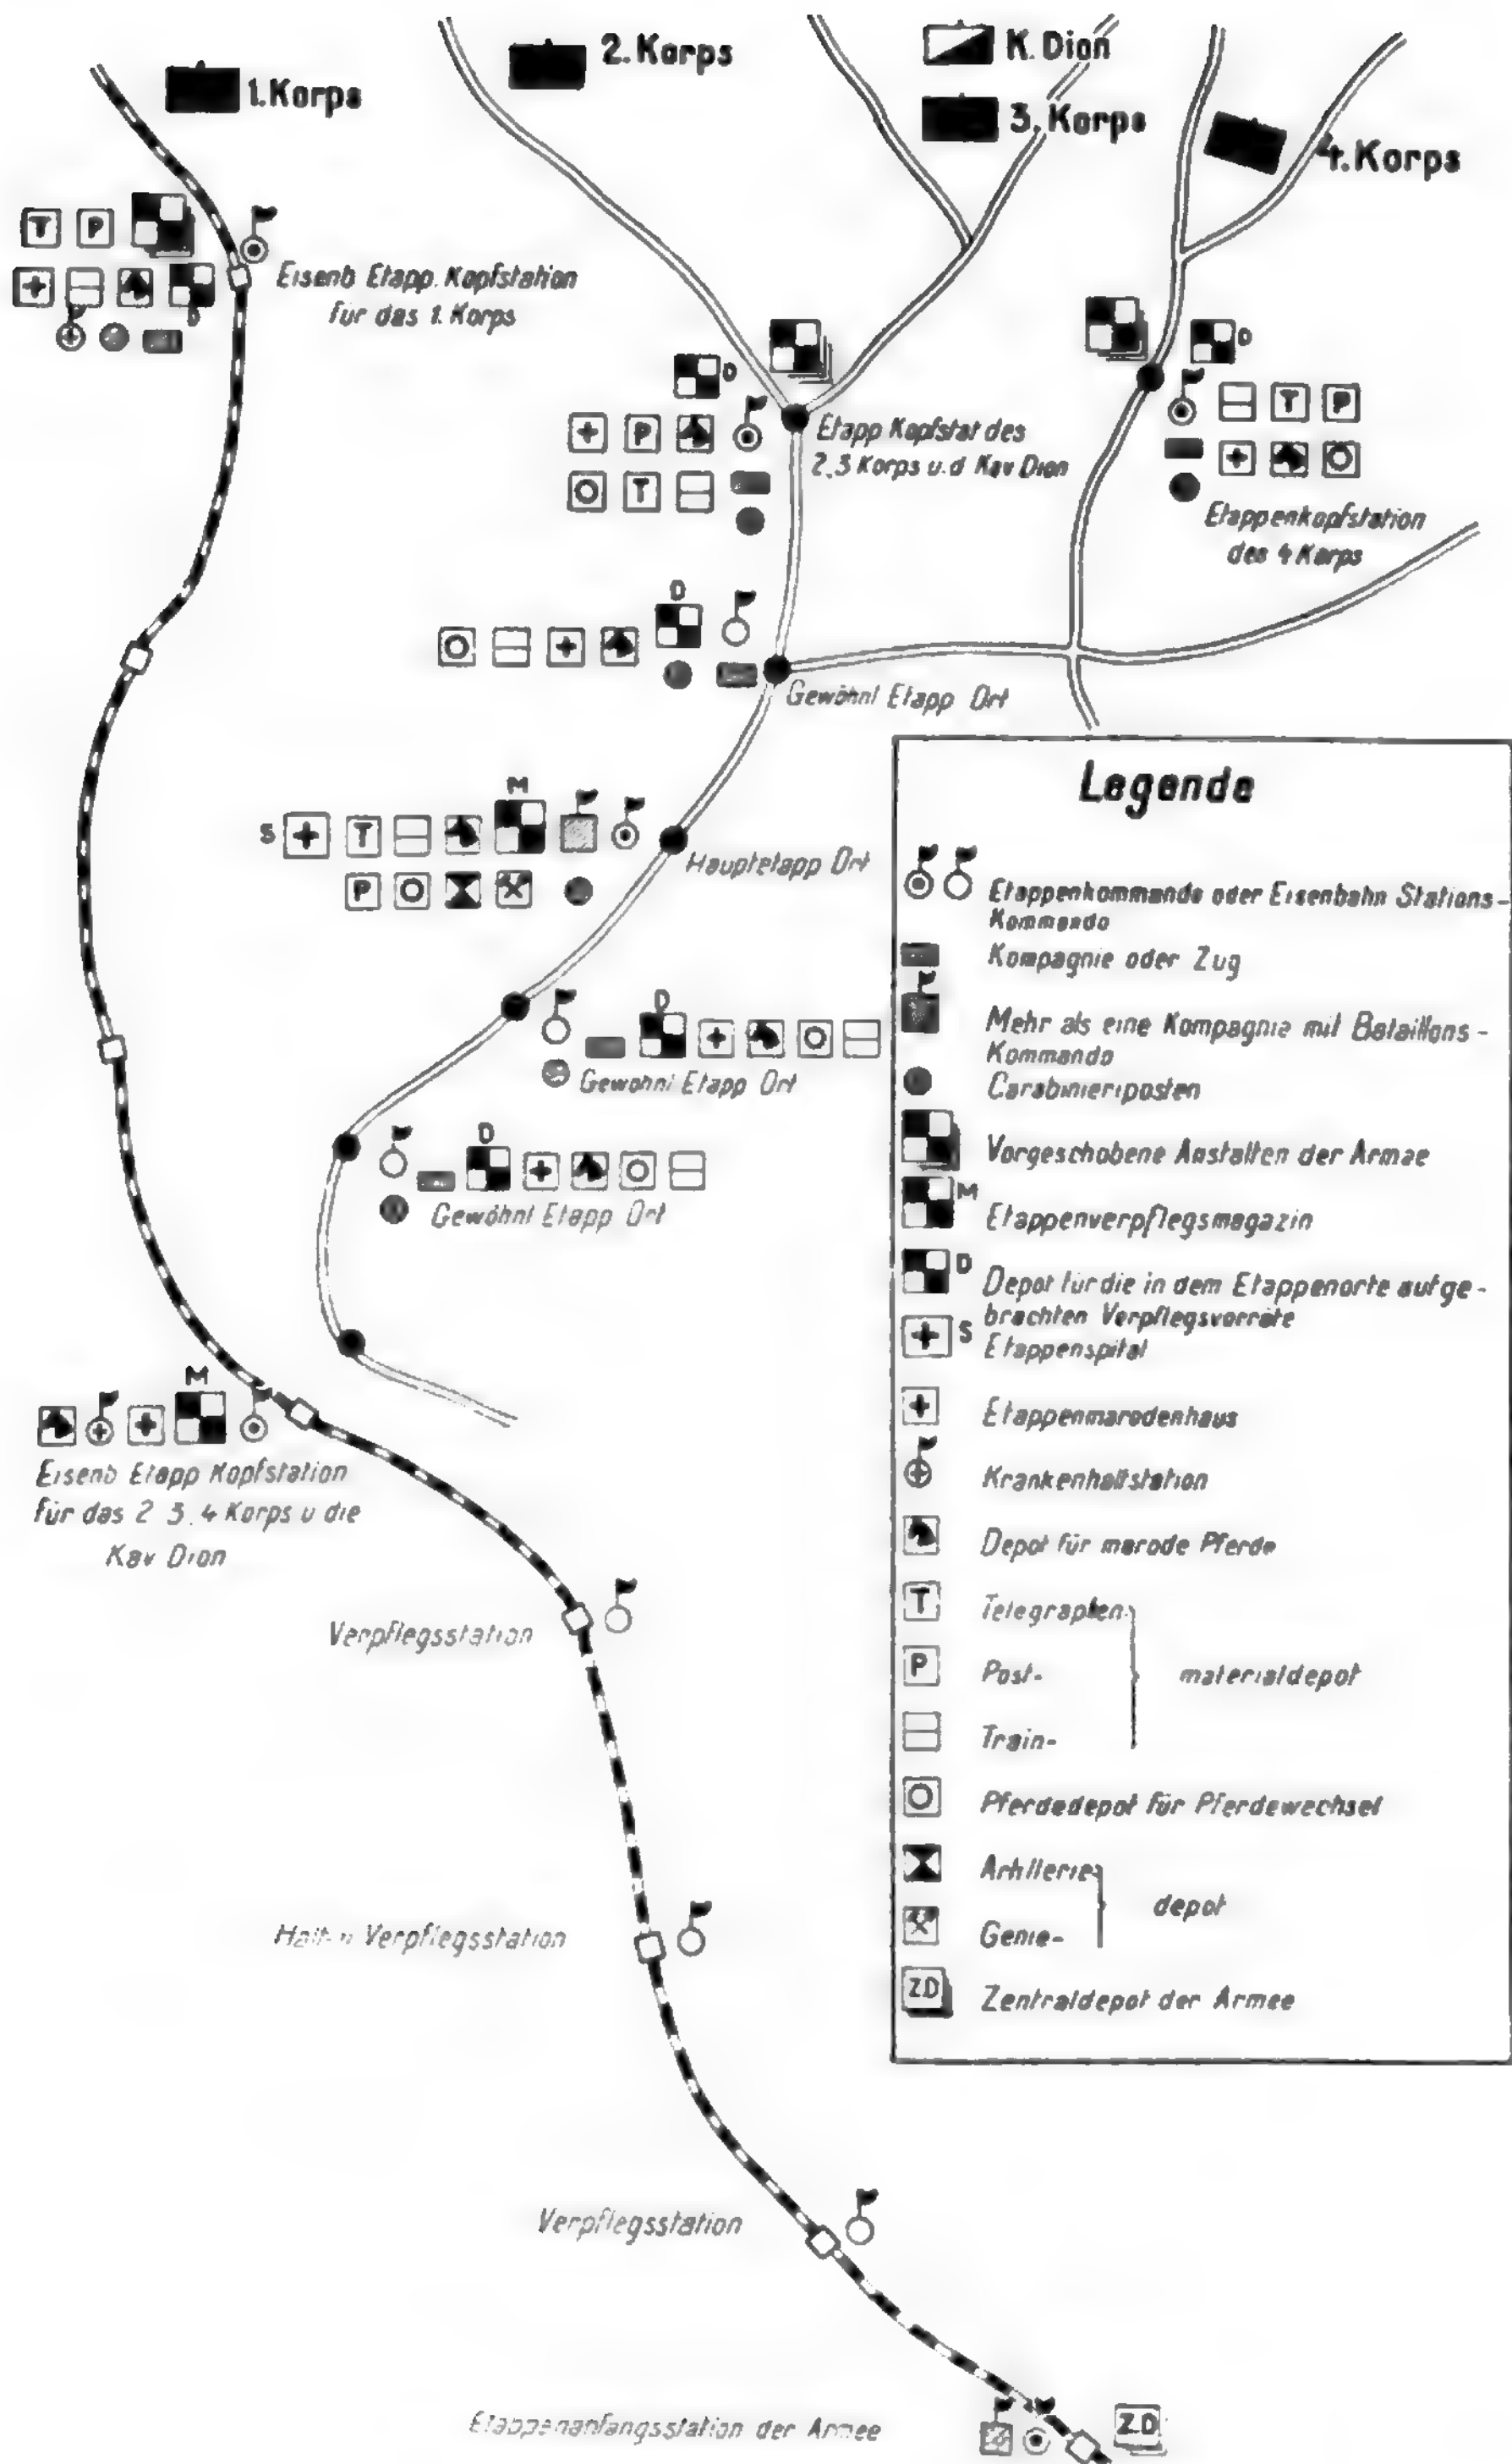 1. Korps
2. Korps
K. Dion
3. Korps
4. Korps
T P
D
Eisenb Etapp. Kopfstation
für das 1. Korps
D
P
T
Etapp Kopfstat des
2,3 Korps u.d Kav Dion
D
T P
Etappenkopfstation
des 4 Korps
D
Gewöhnl Etapp Ort
M
S T
P
Hauptetapp Ort
D
Gewöhnl Etapp Ort
D
Gewöhnl Etapp Ort
M
Eisenb Etapp Kopfstation
für das 2 3. 4 Korps u die
Kav Dion
Verpflegsstation
Halt- u Verpflegsstation
Verpflegsstation
Etappenanfangsstation der Armee
Z.D
Legende
Etappenkommando oder Eisenbahn Stations-
Kommando
Kompagnie oder Zug
Mehr als eine Kompagnie mit Bataillons-
Kommando
Carabinieriposten
Vorgeschobene Anstalten der Armee
M Etappenverpflegsmagazin
D Depot für die in dem Etappenorte aufge-
brachten Verpflegsvorräte
S Etappenspital
Etappenmarodenhaus
Krankenhaltstation
Depot für marode Pferde
T Telegraphen-
P Post- materialdepot
Train-
Pferdedepot für Pferdewechsel
Artillerie-
depot
Genie-
Z.D Zentraldepot der Armee